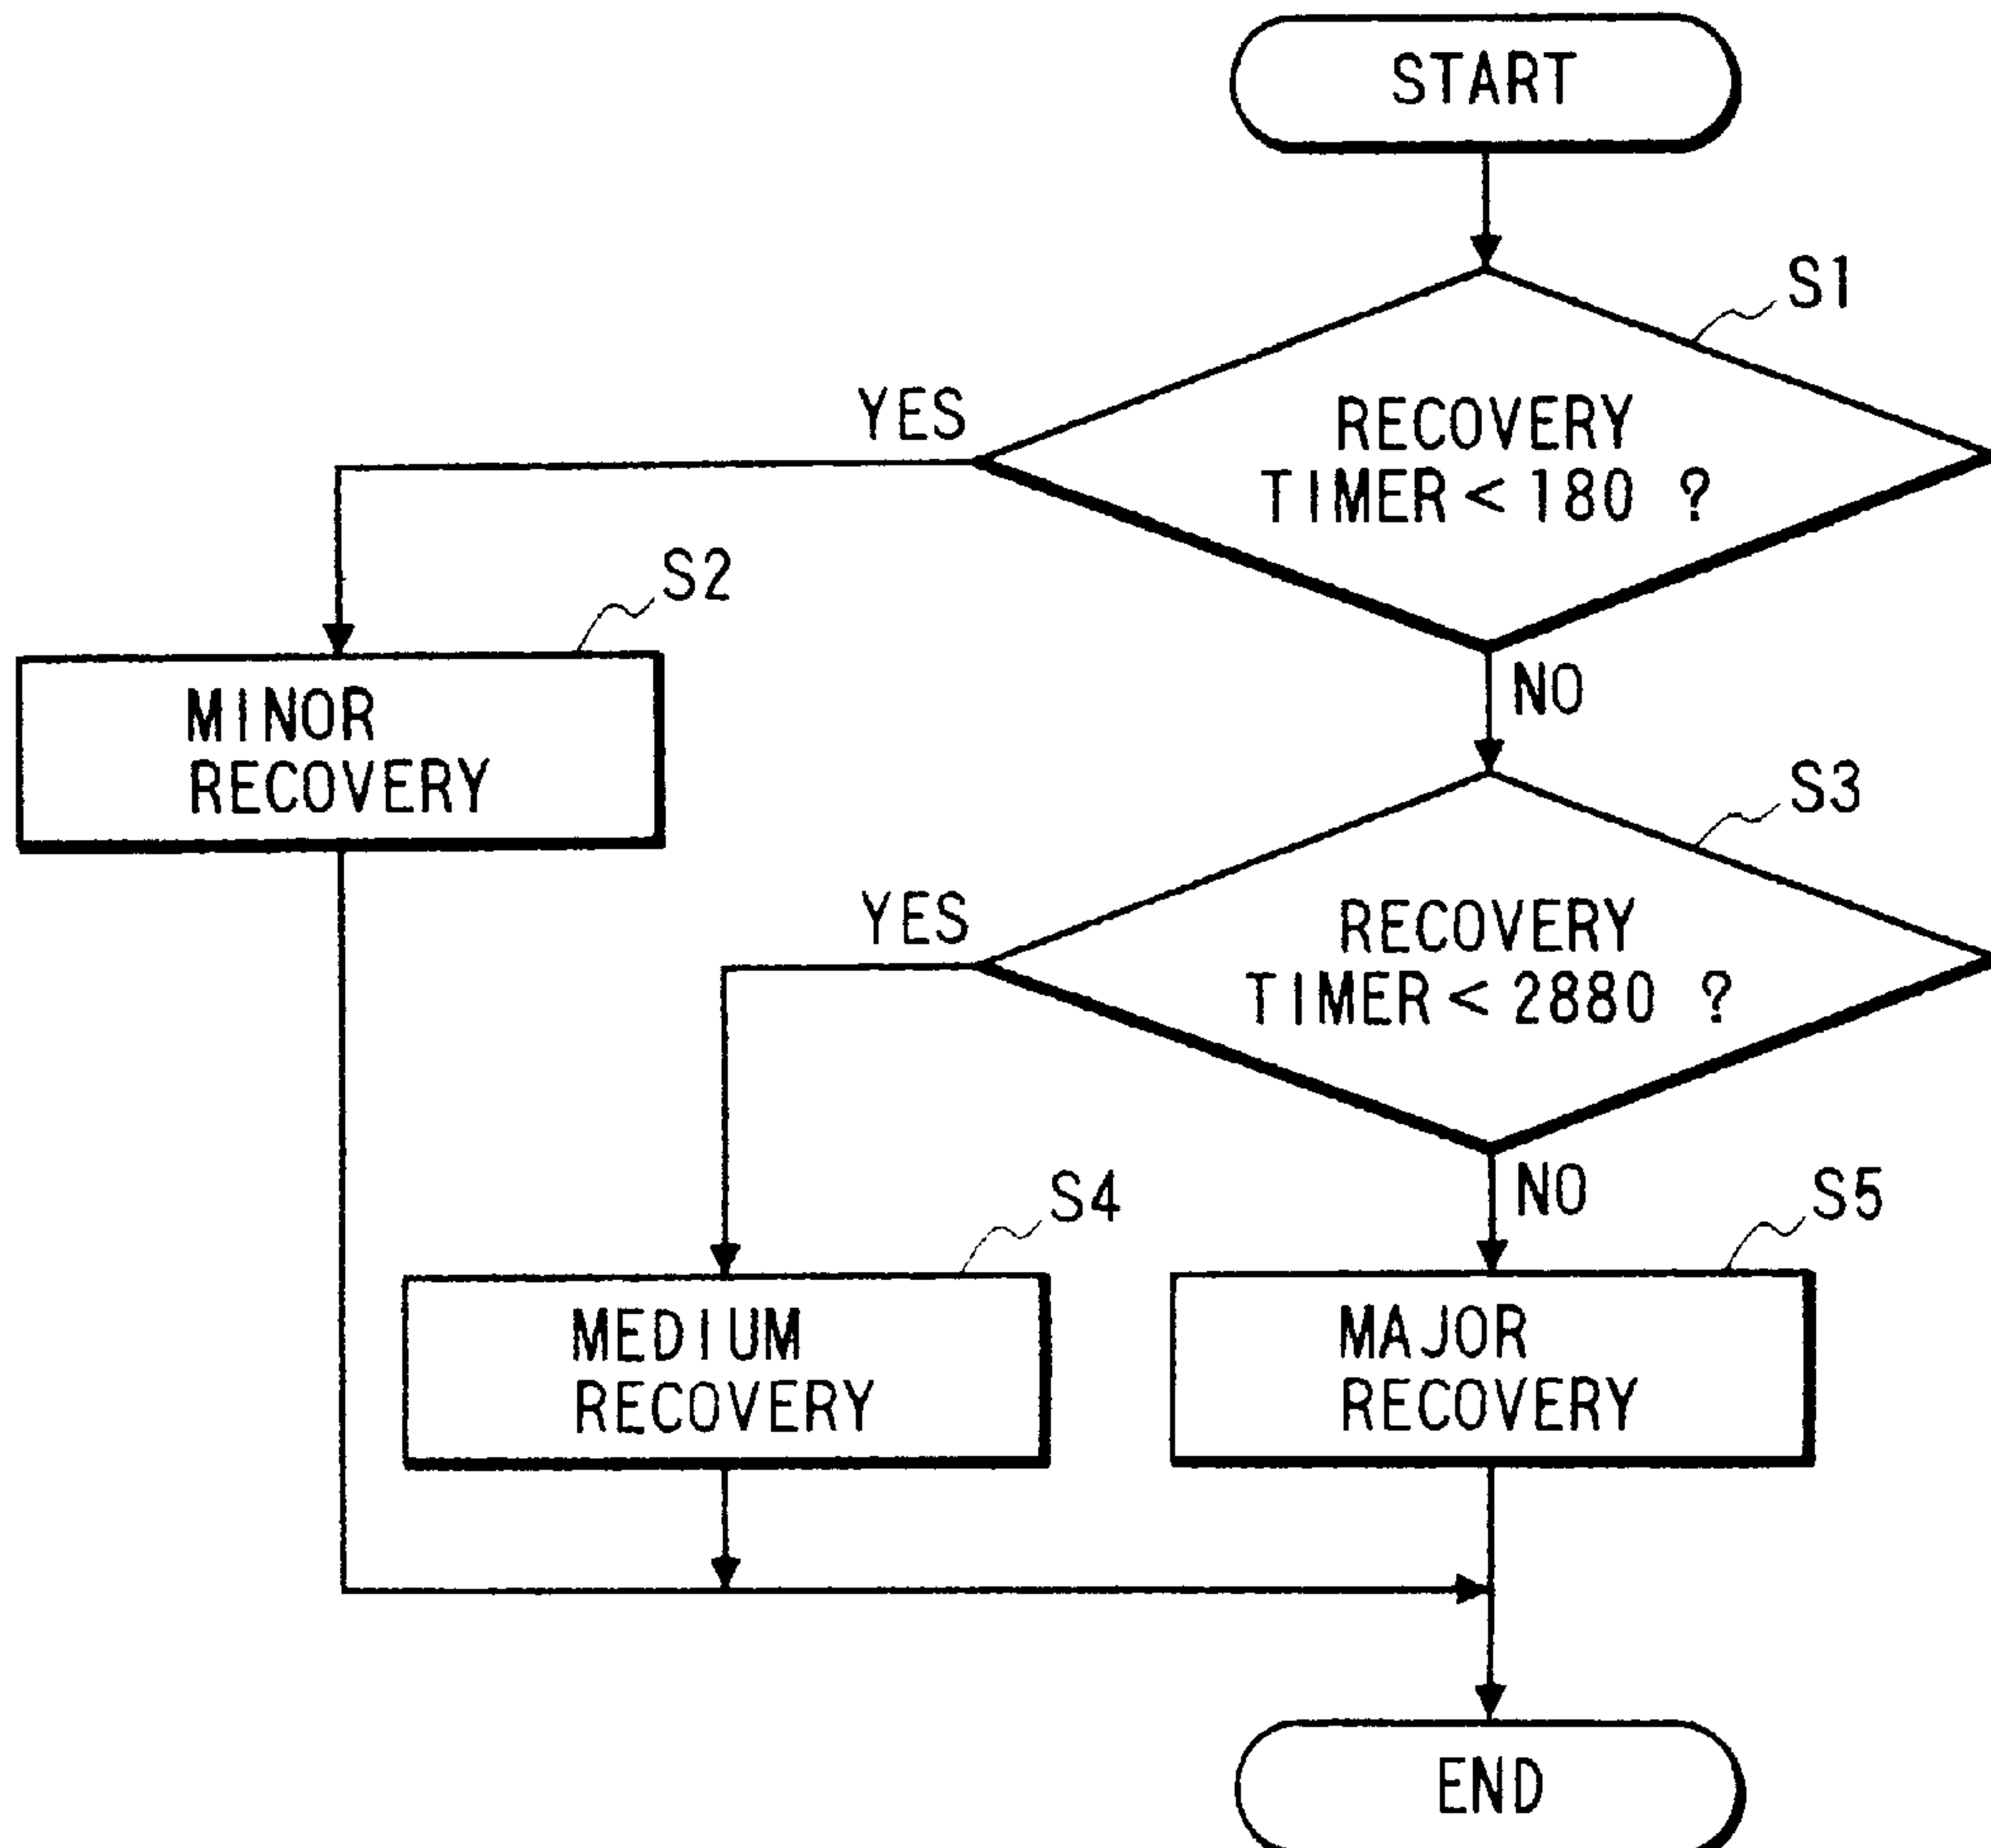 START
S1
YES
RECOVERY
TIMER < 180 ?
S2
NO
MINOR
RECOVERY
S3
YES
RECOVERY
TIMER < 2880 ?
S4
NO
S5
MEDIUM
RECOVERY
MAJOR
RECOVERY
END